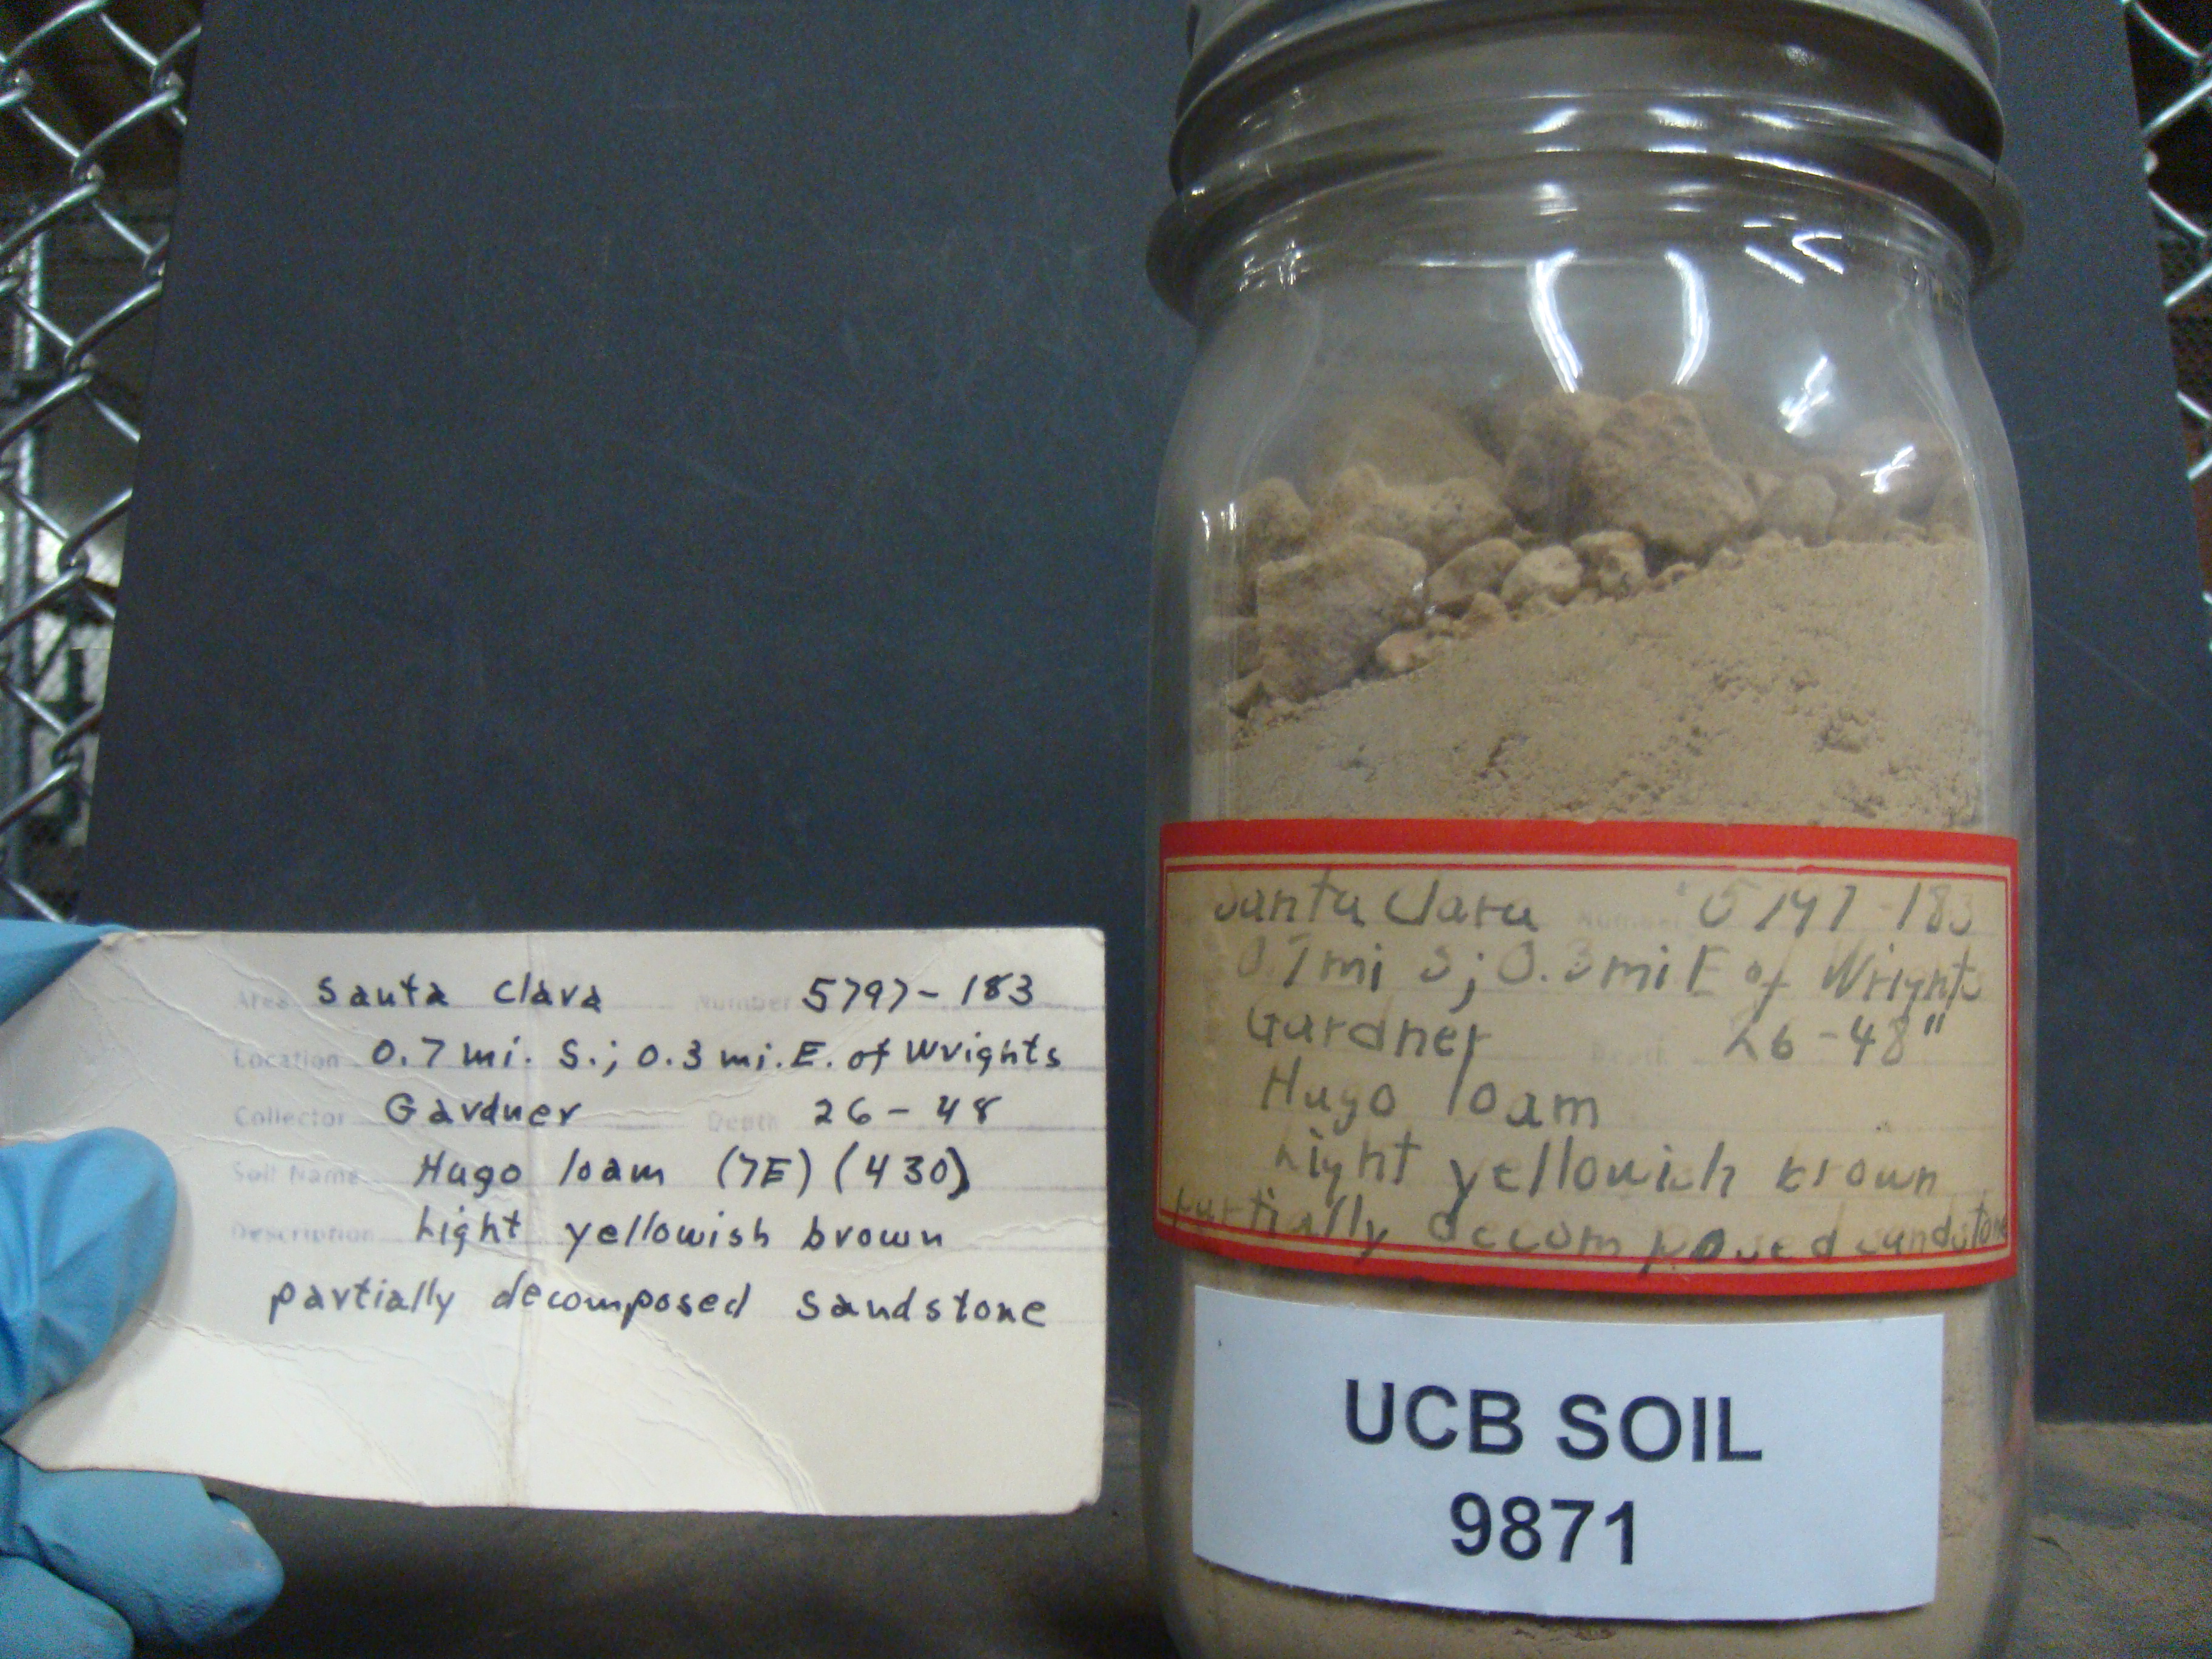 Area Santa Clara Number 5797-183
Location 0.7 mi. S.; 0.3 mi. E. of Wrights
Collector Gardner Depth 26-48
Soil Name Hugo loam (7E) (430)
Description Light yellowish brown
partially decomposed sandstone
Santa Clara Number 5797-183
0.7 mi S; 0.3 mi E of Wrights
Gardner 26-48"
Hugo loam
Light yellowish brown
partially decomposed sandstone
UCB SOIL
9871